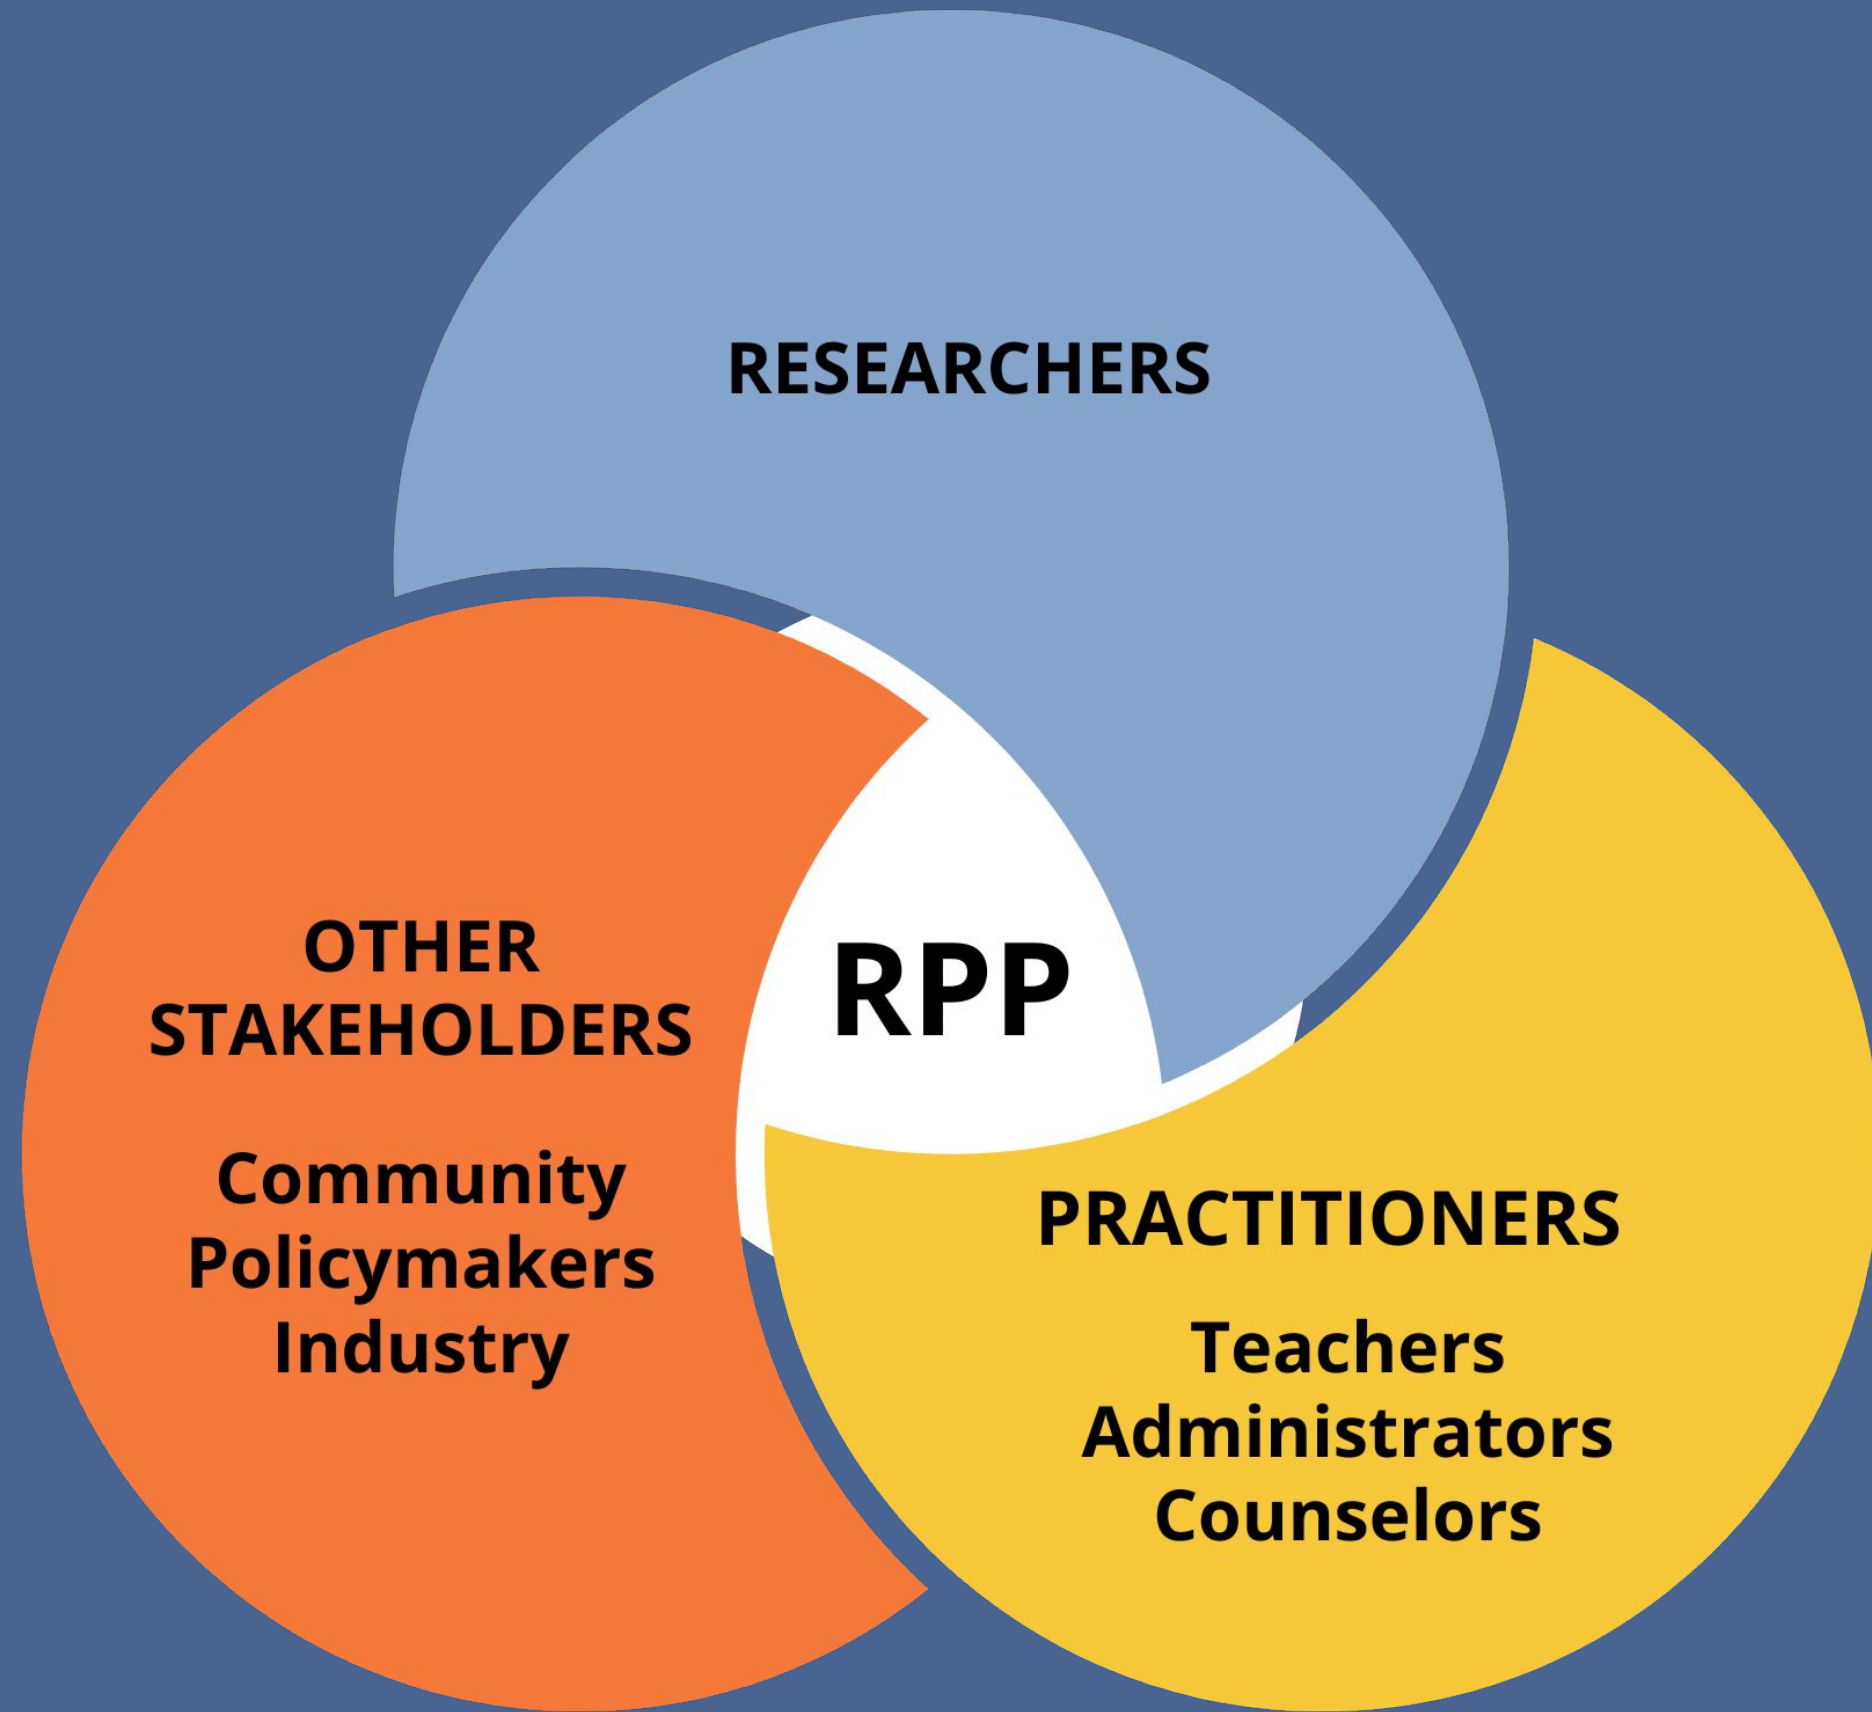 RESEARCHERS
OTHER
STAKEHOLDERS
Community
Policymakers
Industry
RPP
PRACTITIONERS
Teachers
Administrators
Counselors